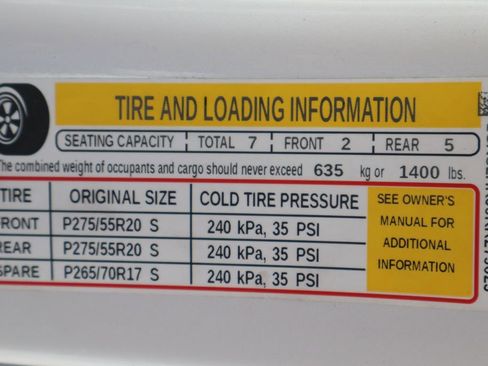 TIRE AND LOADING INFORMATION
SEATING CAPACITY TOTAL 7 FRONT 2 REAR 5
The combined weight of occupants and cargo should never exceed 635 kg or 1400 lbs.
TIRE ORIGINAL SIZE COLD TIRE PRESSURE
FRONT P275/55R20 S 240 kPa, 35 PSI
REAR P275/55R20 S 240 kPa, 35 PSI
SPARE P265/70R17 S 240 kPa, 35 PSI
SEE OWNER'S
MANUAL FOR
ADDITIONAL
INFORMATION